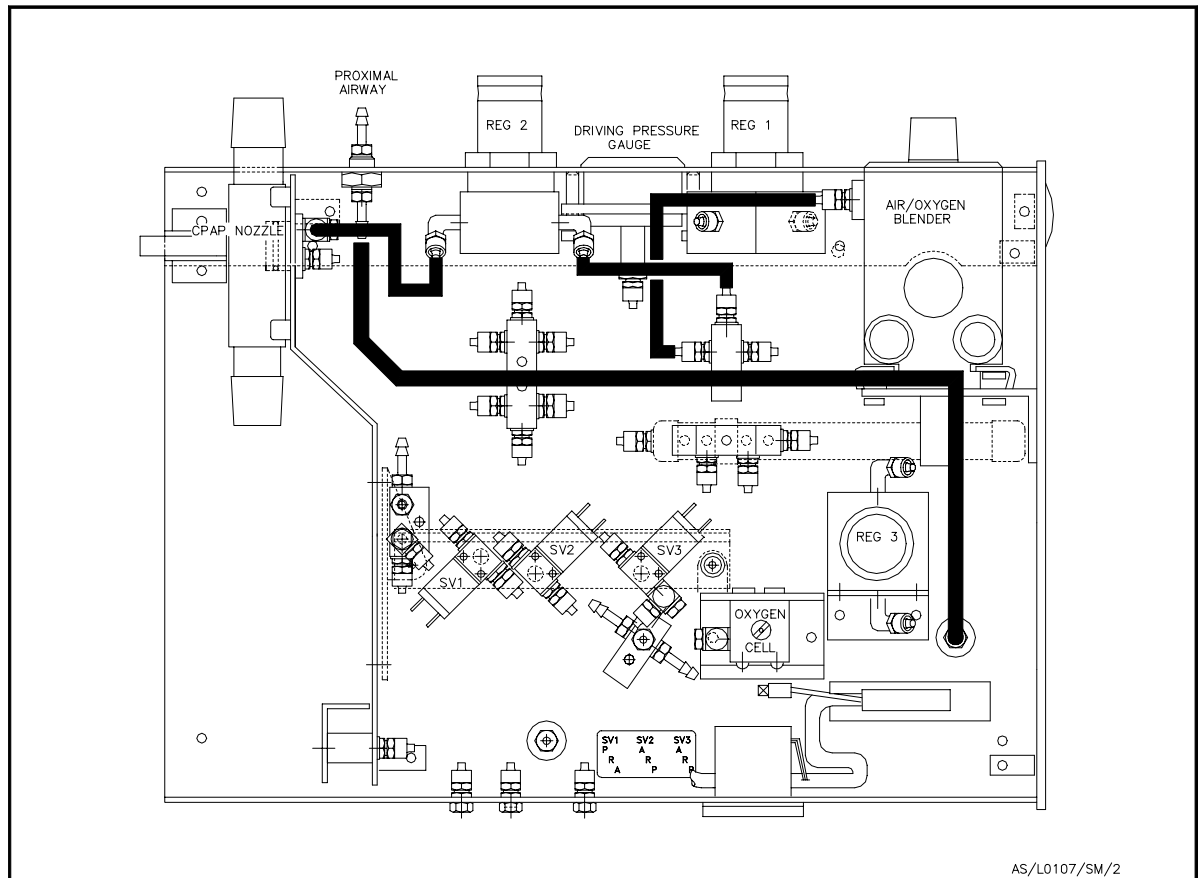 PROXIMAL
AIRWAY
REG 2
DRIVING PRESSURE
GAUGE
REG 1
AIR/OXYGEN
BLENDER
CPAP NOZZLE
REG 3
SV1
SV2
SV3
OXYGEN
CELL
SV1 SV2 SV3
P A A
R R R
A P P
AS/L0107/SM/2